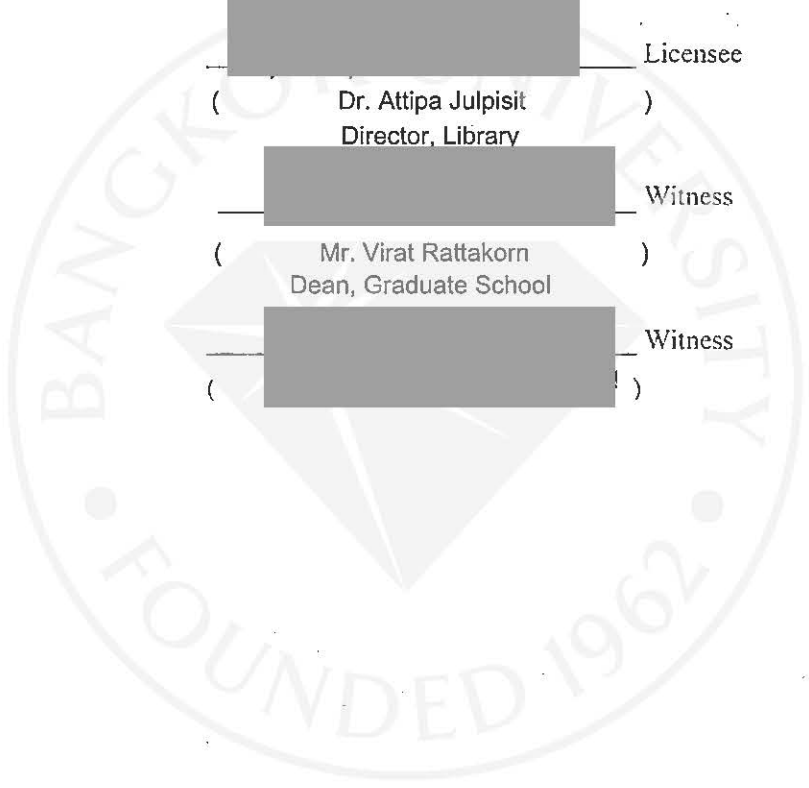 Licensee
( Dr. Attipa Julpisit )
Director, Library
Witness
( Mr. Virat Rattakorn )
Dean, Graduate School
Witness
( )
BANGKOK UNIVERSITY
FOUNDED 1962